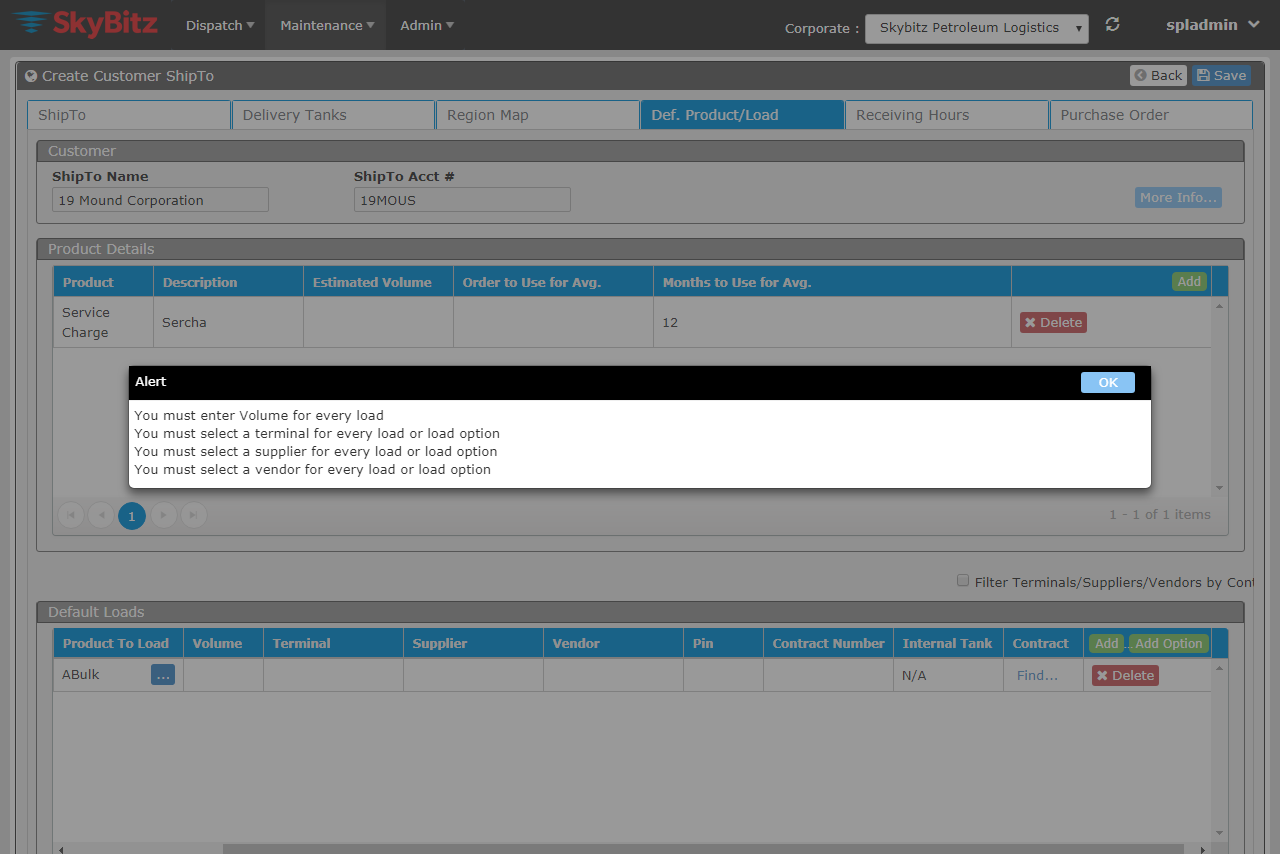 SkyBitz Dispatch Maintenance Admin Corporate : Skybitz Petroleum Logistics spladmin
Create Customer ShipTo Back Save
ShipTo Delivery Tanks Region Map Def. Product/Load Receiving Hours Purchase Order
Customer
ShipTo Name ShipTo Acct #
19 Mound Corporation 19MOUS More Info...
Product Details
Product Description Estimated Volume Order to Use for Avg. Months to Use for Avg. Add
Service
Charge Sercha 12 Delete
Alert OK
You must enter Volume for every load
You must select a terminal for every load or load option
You must select a supplier for every load or load option
You must select a vendor for every load or load option
1 1 - 1 of 1 items
Filter Terminals/Suppliers/Vendors by Cont
Default Loads
Product To Load Volume Terminal Supplier Vendor Pin Contract Number Internal Tank Contract Add ... Add Option
ABulk ... N/A Find... Delete